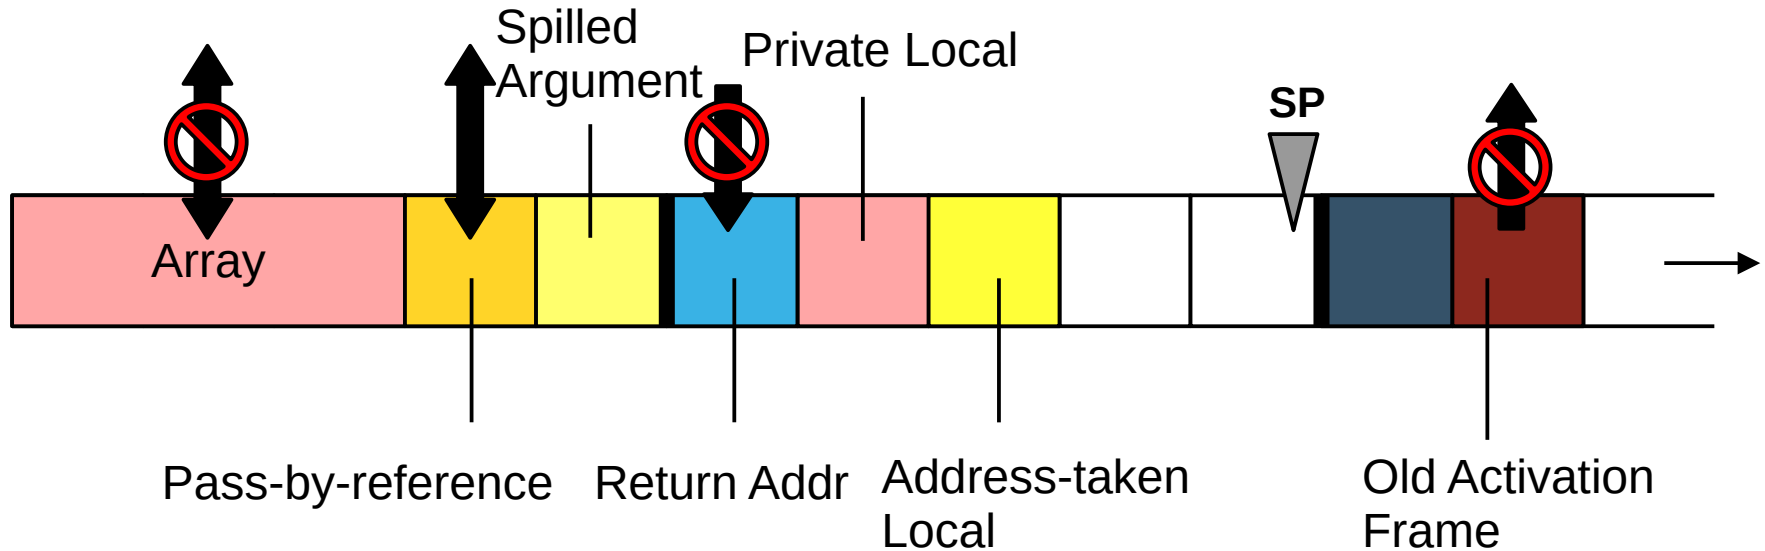 Spilled
Argument
Private Local
SP
Array
Pass-by-reference
Return Addr
Address-taken
Local
Old Activation
Frame